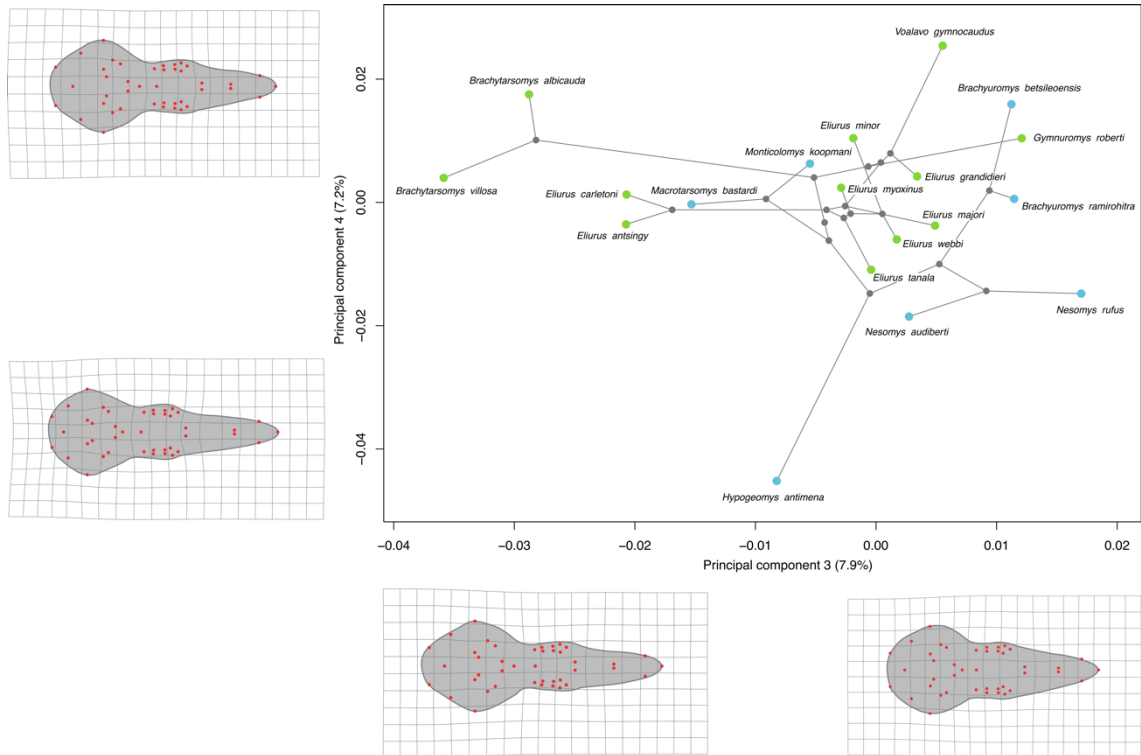 Voalavo gymnocaudus
0.02
Brachytarsomys albicauda
Brachyuromys betsileoensis
Eliurus minor
Gymnuromys roberti
Monticolomys koopmani
Brachytarsomys villosa
Eliurus carletoni
Macrotarsomys bastardi
Eliurus myoxinus
Eliurus grandidieri
0.00
Brachyuromys ramirohitra
Eliurus majori
Eliurus antsingy
Eliurus webbi
Eliurus tanala
Principal component 4 (7.2%)
−0.02
Nesomys rufus
Nesomys audiberti
−0.04
Hypogeomys antimena
−0.04 −0.03 −0.02 −0.01 0.00 0.01 0.02
Principal component 3 (7.9%)